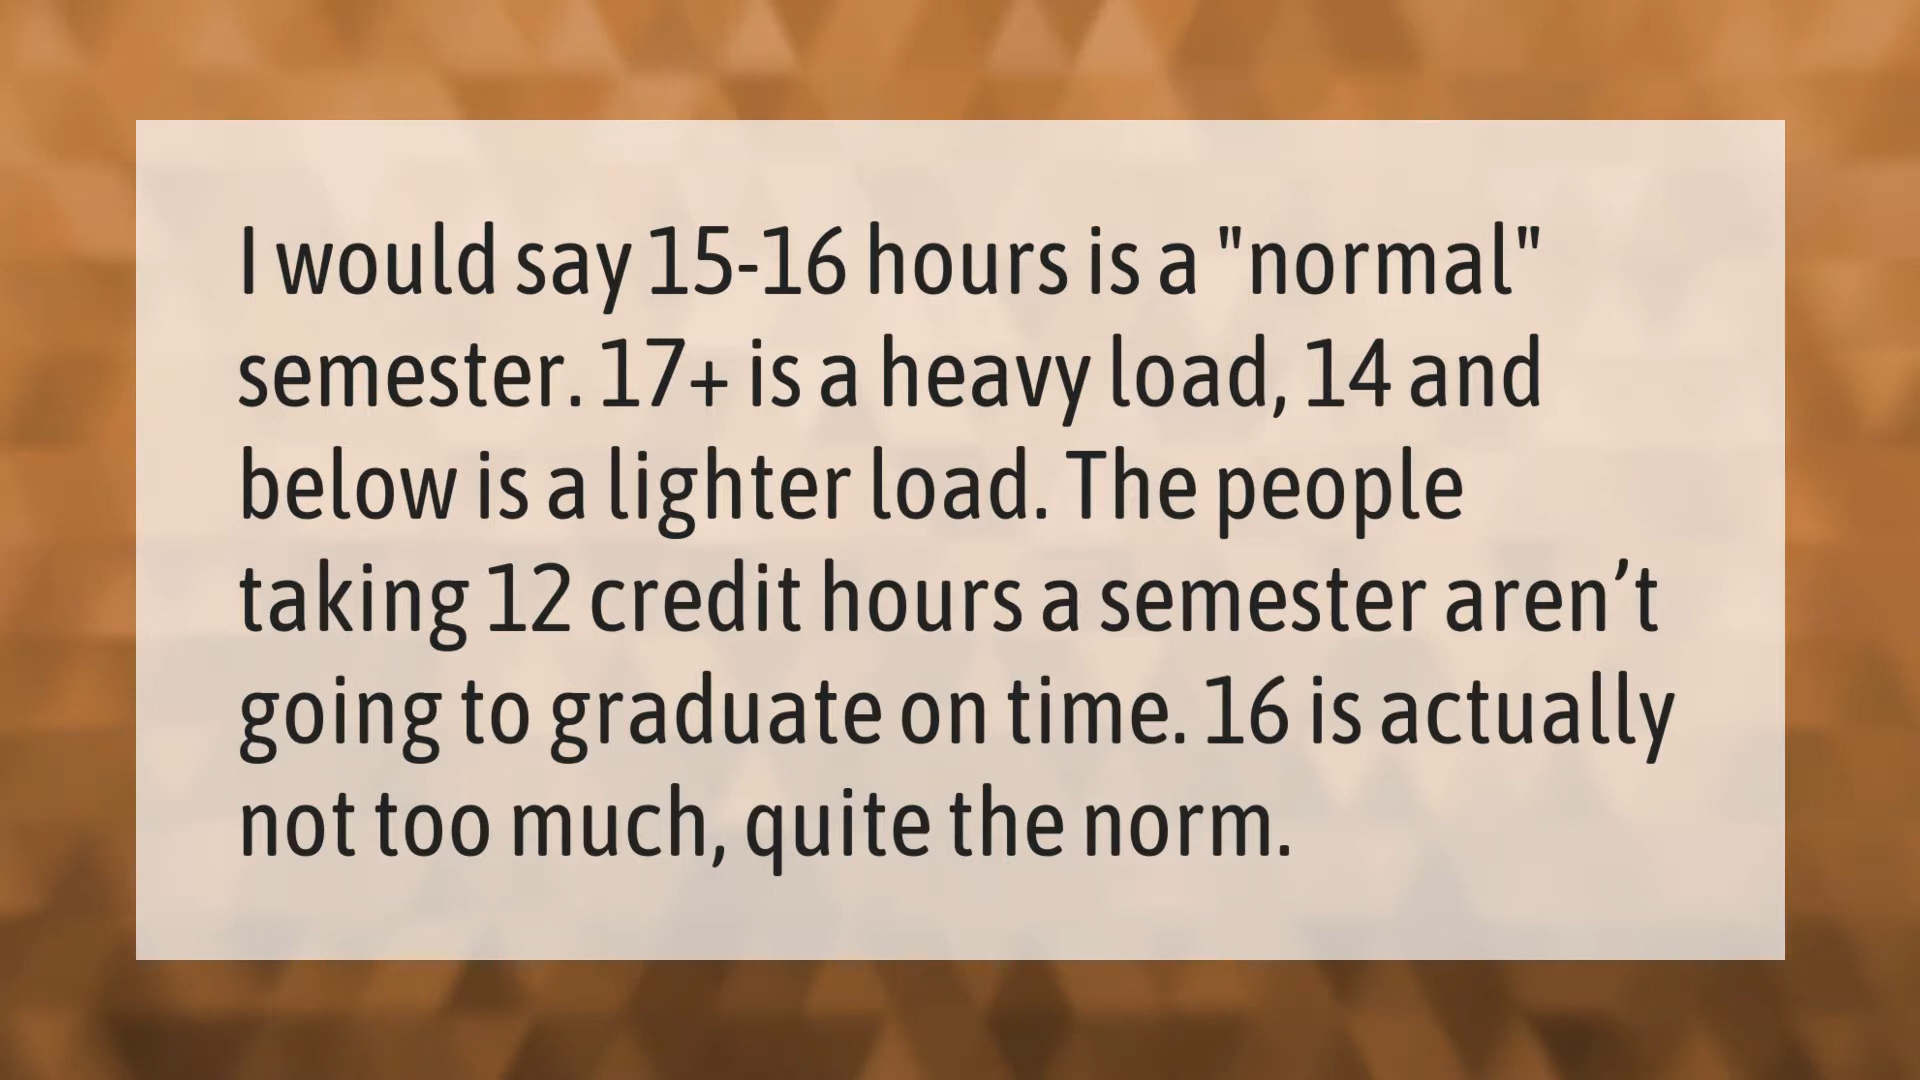 I would say 15-16 hours is a "normal"
semester. 17+ is a heavy load, 14 and
below is a lighter load. The people
taking 12 credit hours a semester aren’t
going to graduate on time. 16 is actually
not too much, quite the norm.